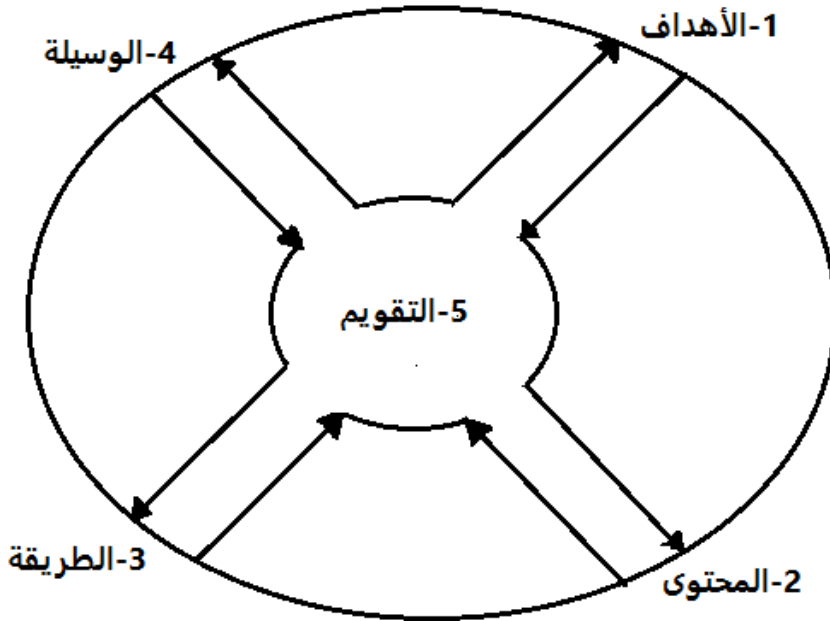 1-الأهداف
4-الوسيلة
5-التقويم
3-الطريقة
2-المحتوى